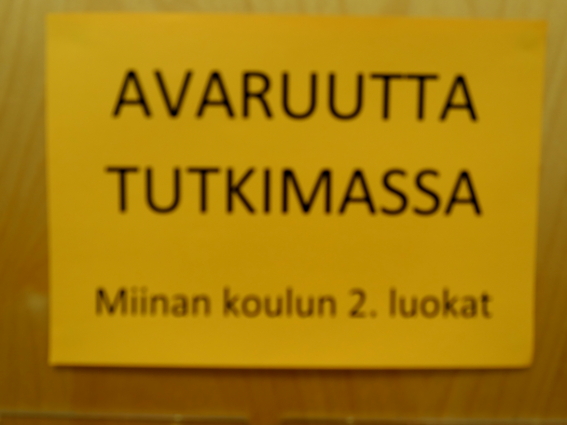 AVARUUTTA
TUTKIMASSA
Miinan koulun 2. luokat